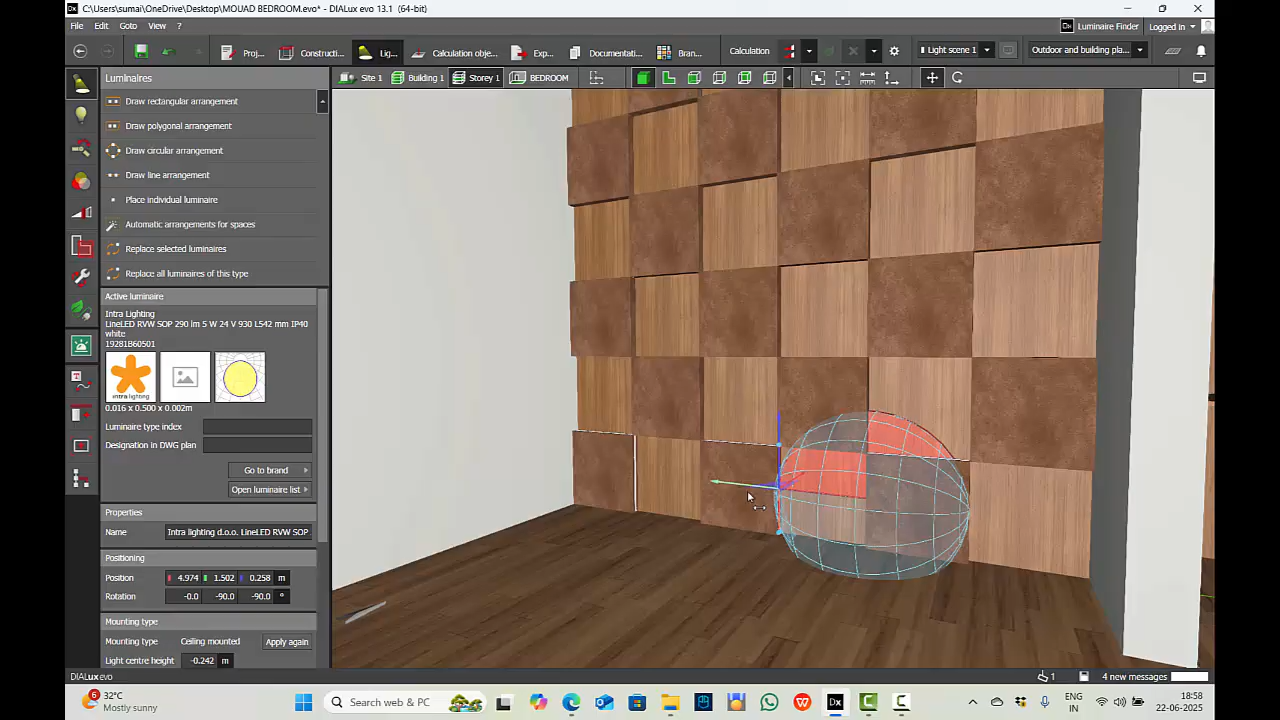 C:\Users\sumai\OneDrive\Desktop\MOUAD BEDROOM.evo* - DIALux evo 13.1 (64-bit)
File Edit Goto View ?
Luminaire Finder
Logged in
Proj...
Constructi...
Lig...
Calculation obje...
Exp...
Documentati...
Bran...
Calculation
Light scene 1
Outdoor and building pla...
Luminaires
Site 1
Building 1
Storey 1
BEDROOM
Draw rectangular arrangement
Draw polygonal arrangement
Draw circular arrangement
Draw line arrangement
Place individual luminaire
Automatic arrangements for spaces
Replace selected luminaires
Replace all luminaires of this type
Active luminaire
Intra Lighting
LineLED RVW SOP 290 lm 5 W 24 V 930 L542 mm IP40
white
19281B60501
intra lighting
0.016 x 0.500 x 0.002m
Luminaire type index
Designation in DWG plan
Go to brand
Open luminaire list
Properties
Name Intra lighting d.o.o. LineLED RVW SOP
Positioning
Position 4.974 1.502 0.258 m
Rotation -0.0 -90.0 -90.0 °
Mounting type
Mounting type Ceiling mounted Apply again
Light centre height -0.242 m
DIALux evo
1
4 new messages
6
32°C
Mostly sunny
Search web & PC
ENG
IN
18:58
22-06-2025